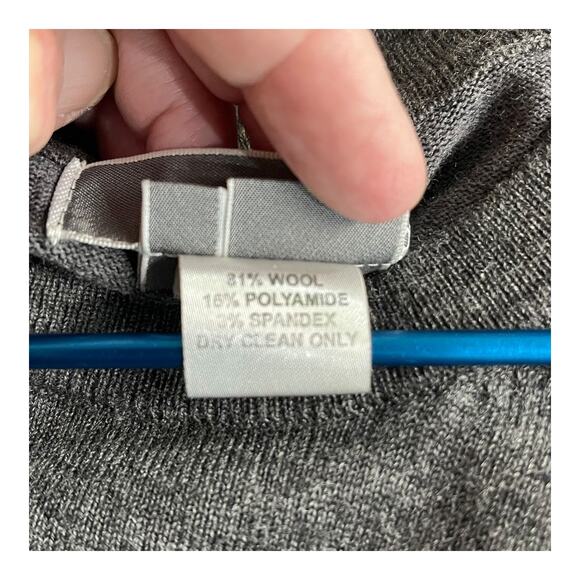 81% WOOL
16% POLYAMIDE
3% SPANDEX
DRY CLEAN ONLY